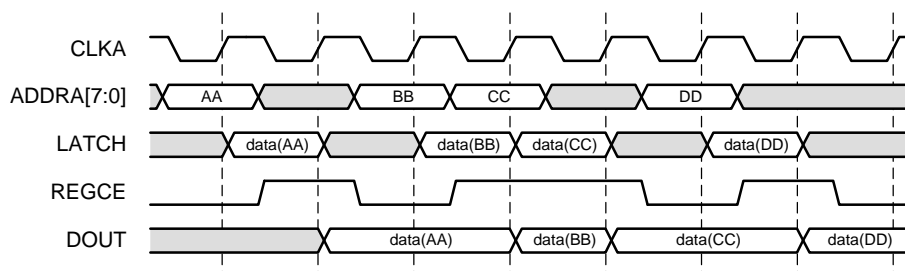 CLKA
ADDRA[7:0] AA BB CC DD
LATCH data(AA) data(BB) data(CC) data(DD)
REGCE
DOUT data(AA) data(BB) data(CC) data(DD)